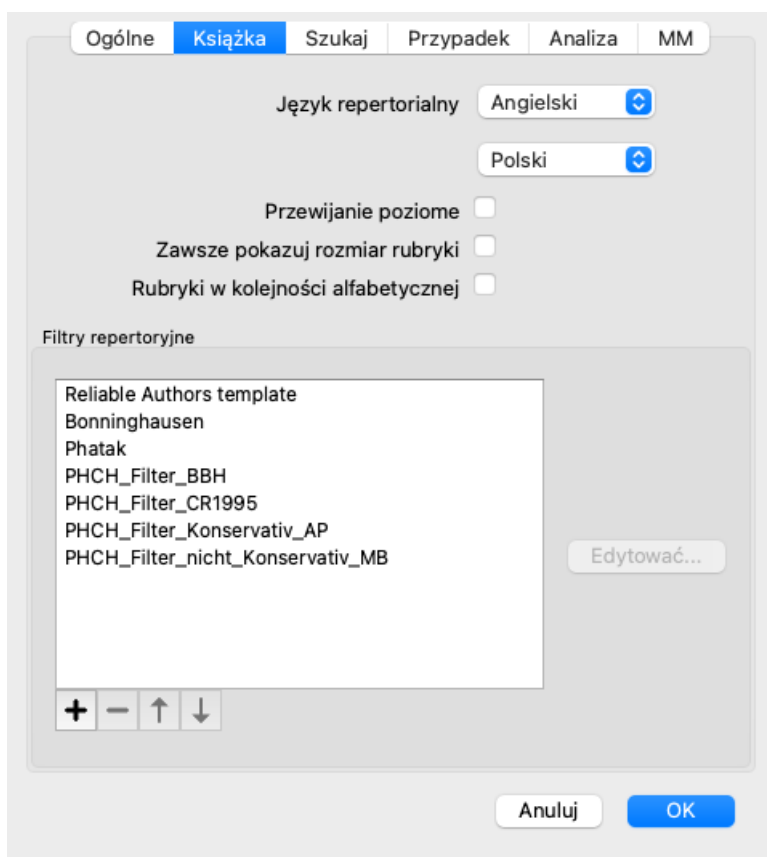 Ogólne Książka Szukaj Przypadek Analiza MM
Język repertorialny Angielski
Polski
Przewijanie poziome
Zawsze pokazuj rozmiar rubryki
Rubryki w kolejności alfabetycznej
Filtry repertoryjne
Reliable Authors template
Bonninghausen
Phatak
PHCH_Filter_BBH
PHCH_Filter_CR1995
PHCH_Filter_Konservativ_AP
PHCH_Filter_nicht_Konservativ_MB
Edytować...
Anuluj OK